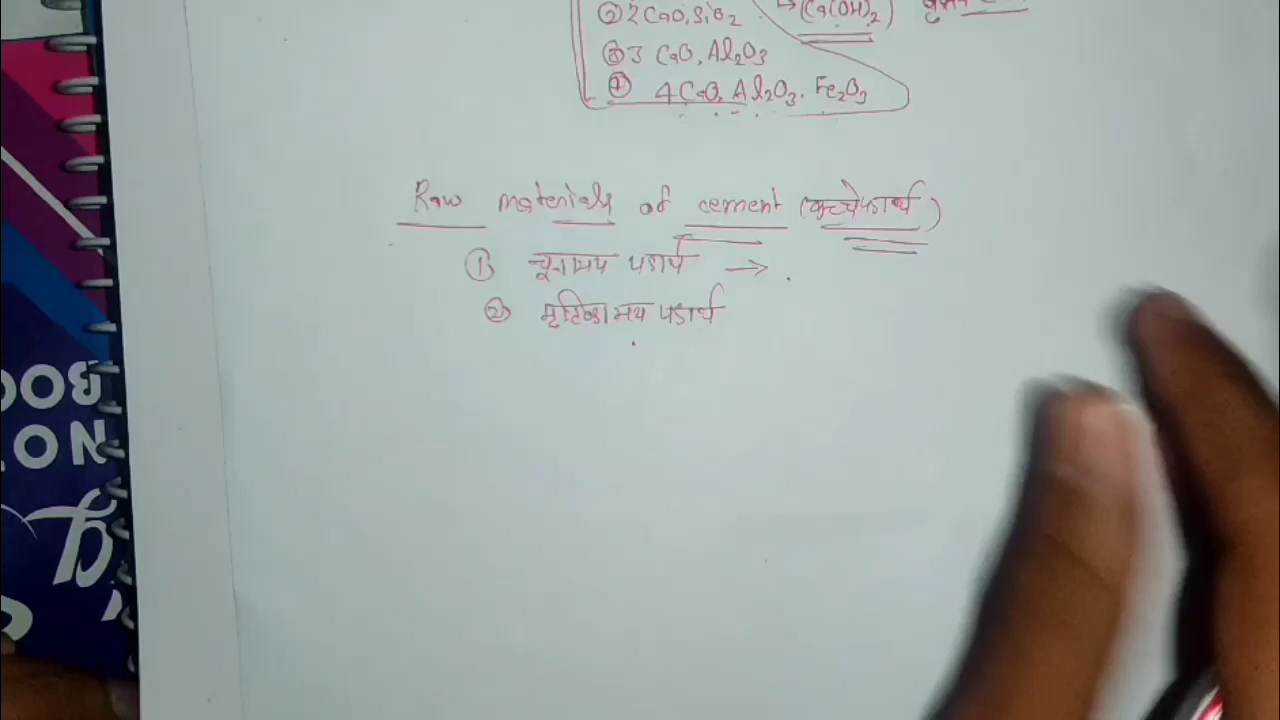 ② 2CaO, SiO₂ → (Ca(OH)₂)
③ 3 CaO, Al₂O₃
④ 4CaO, Al₂O₃. Fe₂O₃
Raw materials of cement (कच्चेपदार्थ)
① चूनामय पदार्थ →
② मृतिकामय पदार्थ
ON